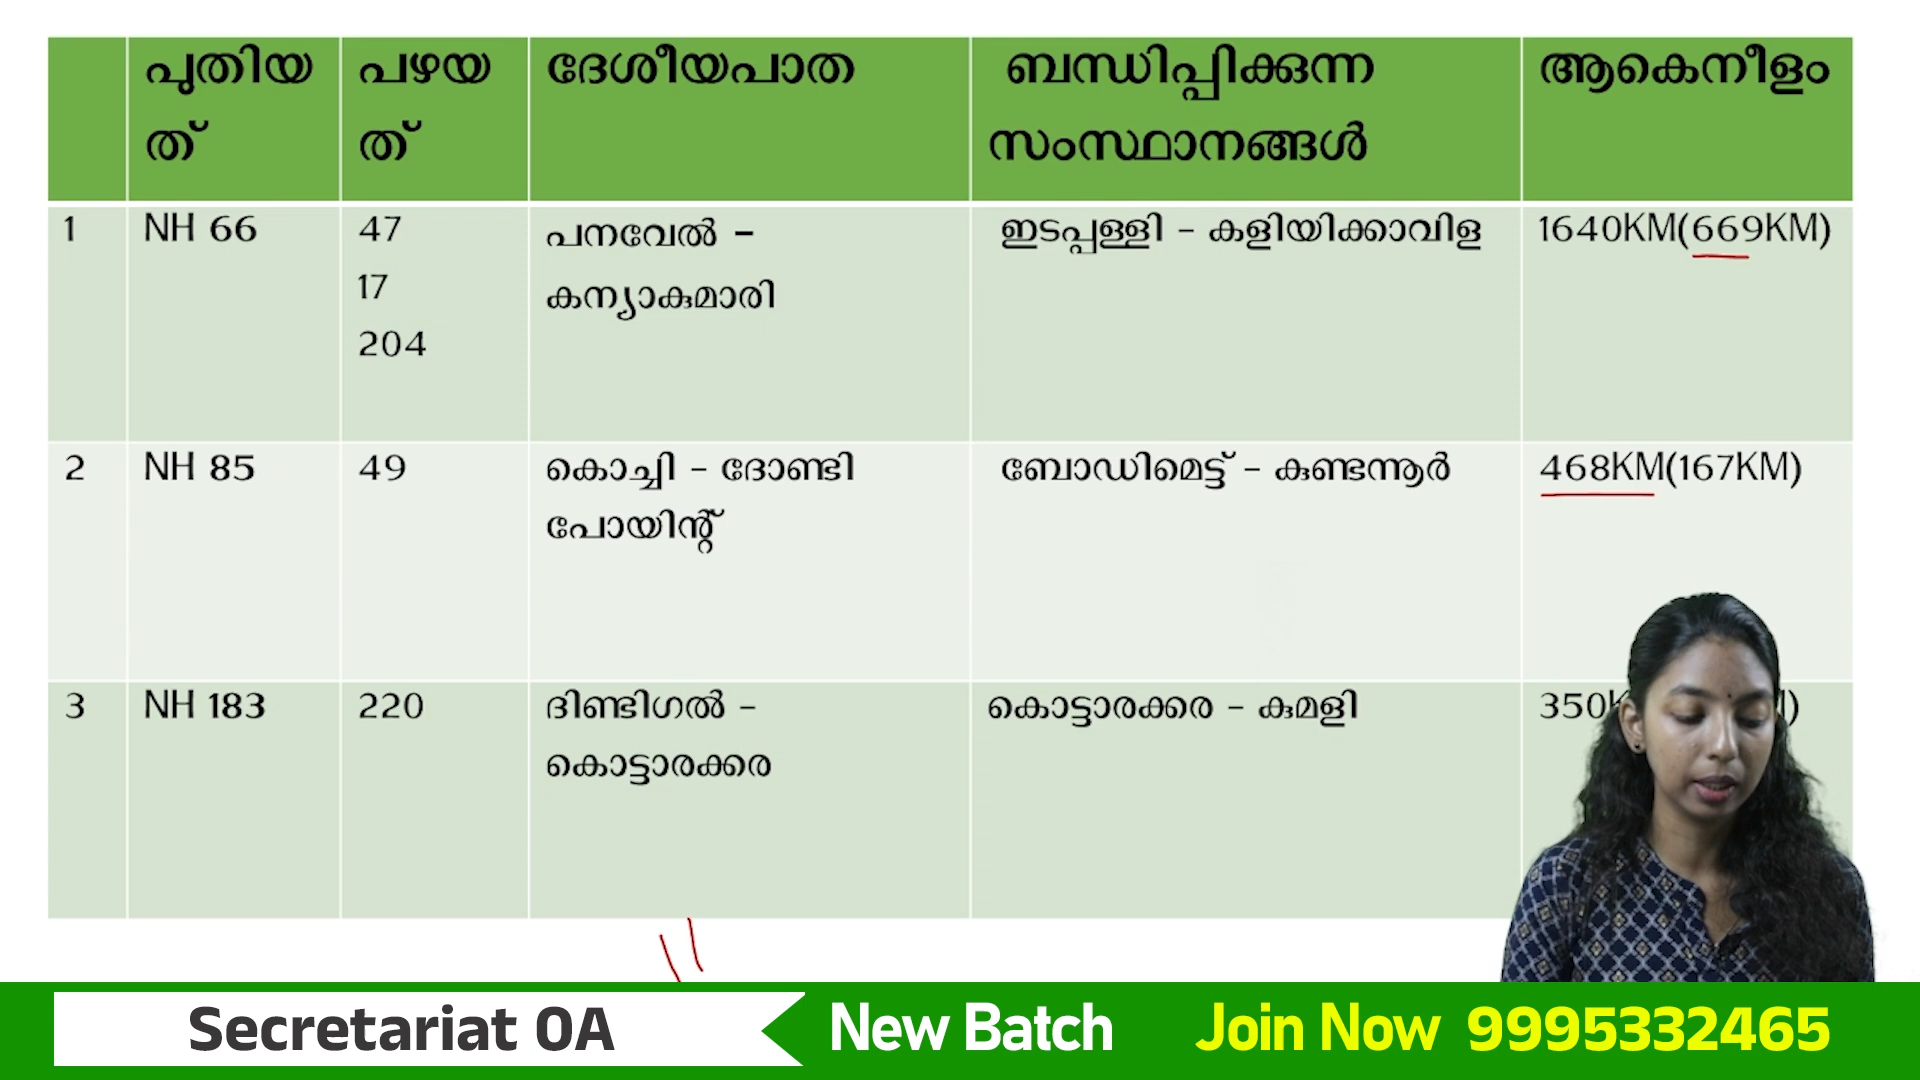 പുതിയ
ത്
പഴയ
ത്
ദേശീയപാത
ബന്ധിപ്പിക്കുന്ന
സംസ്ഥാനങ്ങൾ
ആകെനീളം
1
NH 66
47
17
204
പനവേൽ –
കന്യാകുമാരി
ഇടപ്പള്ളി – കളിയിക്കാവിള
1640KM(669KM)
2
NH 85
49
കൊച്ചി – ദോണ്ടി
പോയിന്റ്
ബോഡിമെട്ട് – കുണ്ടന്നൂർ
468KM(167KM)
3
NH 183
220
ദിണ്ടിഗൽ –
കൊട്ടാരക്കര
കൊട്ടാരക്കര – കുമളി
Secretariat OA
New Batch
Join Now 9995332465